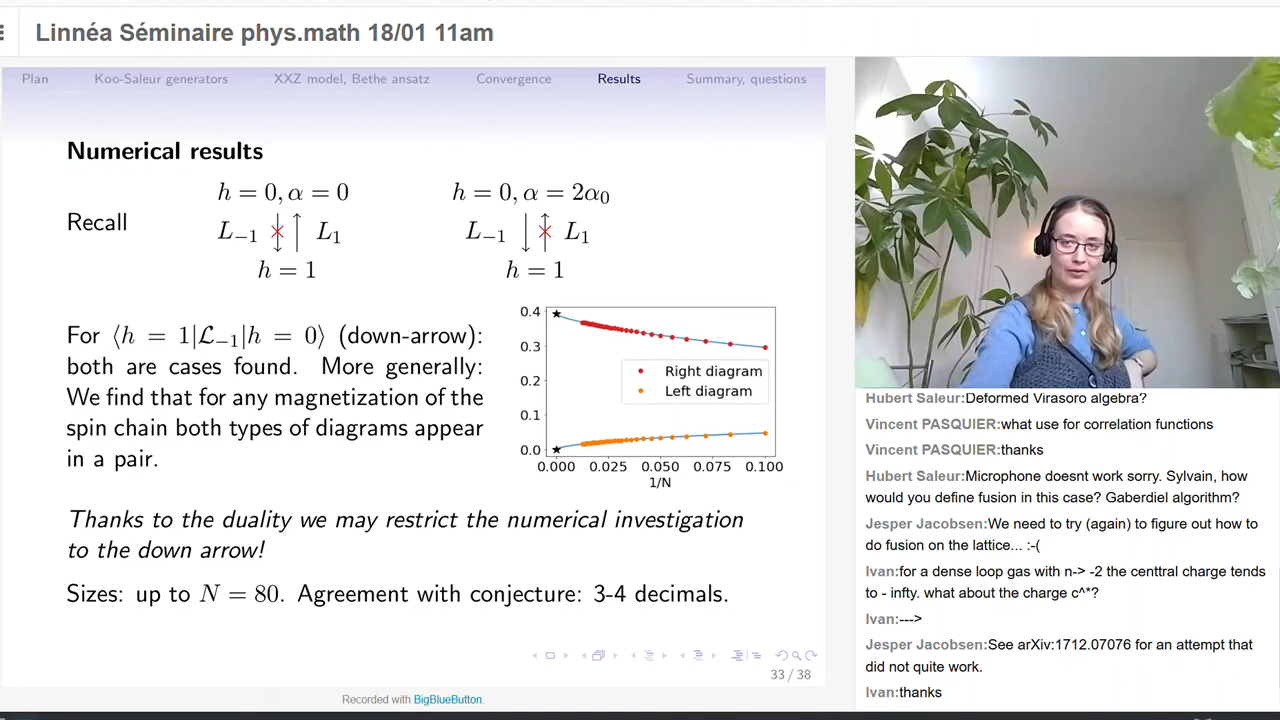 Linnéa Séminaire phys.math 18/01 11am
Plan Koo-Saleur generators XXZ model, Bethe ansatz Convergence Results Summary, questions
Numerical results
h = 0, α = 0 h = 0, α = 2α₀
Recall
L₋₁ L₁ L₋₁ L₁
h = 1 h = 1
For ⟨h = 1|𝓛₋₁|h = 0⟩ (down-arrow):
both are cases found. More generally:
We find that for any magnetization of the
spin chain both types of diagrams appear
in a pair.
0.4
0.3
0.2
0.1
0.0
Right diagram
Left diagram
0.000 0.025 0.050 0.075 0.100
1/N
Thanks to the duality we may restrict the numerical investigation
to the down arrow!
Sizes: up to N = 80. Agreement with conjecture: 3-4 decimals.
33 / 38
Recorded with BigBlueButton.
Hubert Saleur:Deformed Virasoro algebra?
Vincent PASQUIER:what use for correlation functions
Vincent PASQUIER:thanks
Hubert Saleur:Microphone doesnt work sorry. Sylvain, how
would you define fusion in this case? Gaberdiel algorithm?
Jesper Jacobsen:We need to try (again) to figure out how to
do fusion on the lattice... :-(
Ivan:for a dense loop gas with n-> -2 the centtral charge tends
to - infty. what about the charge c^*?
Ivan:--->
Jesper Jacobsen:See arXiv:1712.07076 for an attempt that
did not quite work.
Ivan:thanks